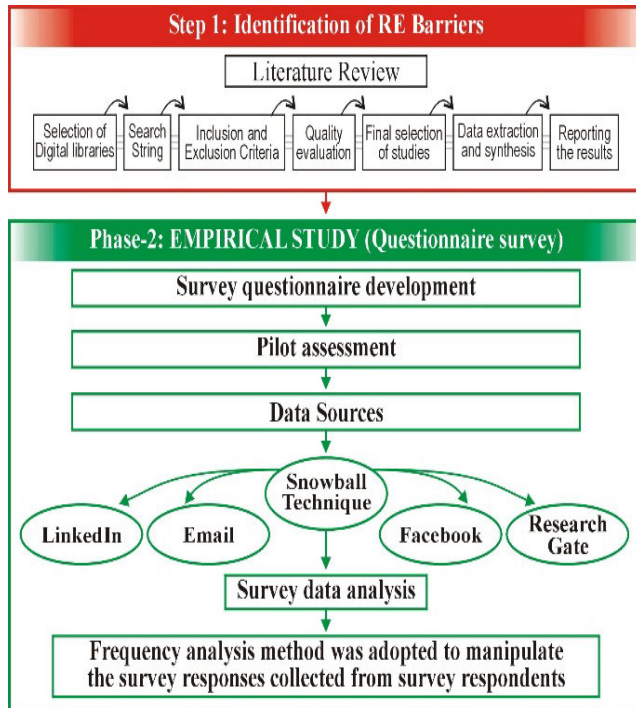 Step 1: Identification of RE Barriers
Literature Review
Selection of
Digital libraries
Search
String
Inclusion and
Exclusion Criteria
Quality
evaluation
Final selection
of studies
Data extraction
and synthesis
Reporting
the results
Phase-2: EMPIRICAL STUDY (Questionnaire survey)
Survey questionnaire development
Pilot assessment
Data Sources
Snowball
Technique
LinkedIn
Email
Facebook
Research
Gate
Survey data analysis
Frequency analysis method was adopted to manipulate
the survey responses collected from survey respondents